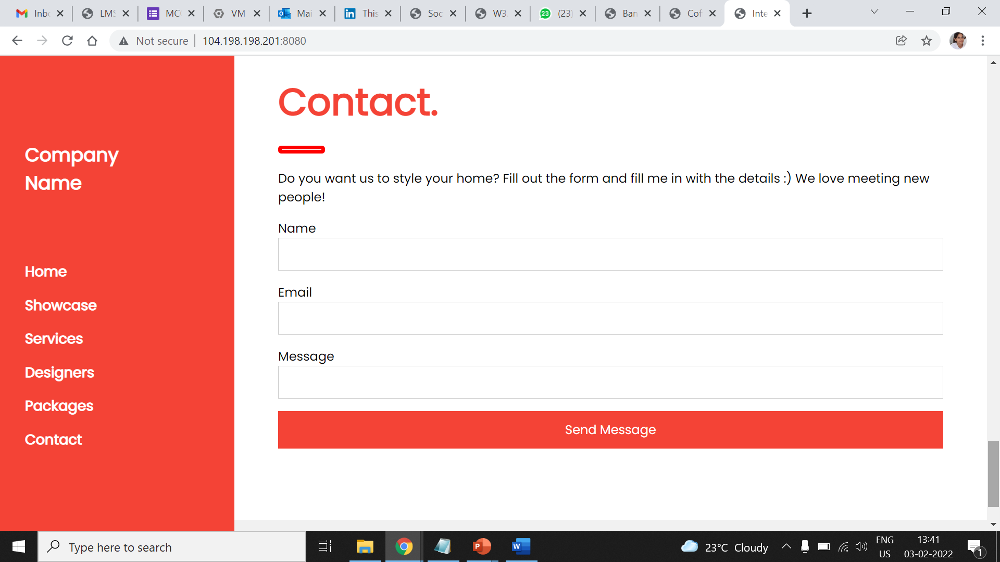 Inbc
LMS
MC
VM
Mai
This
Soc
W3.
(23)
Ban
Cof
Inte
Not secure
104.198.198.201:8080
Company
Name
Home
Showcase
Services
Designers
Packages
Contact
Contact.
Do you want us to style your home? Fill out the form and fill me in with the details :) We love meeting new
people!
Name
Email
Message
Send Message
Type here to search
23°C Cloudy
ENG
US
13:41
03-02-2022
1